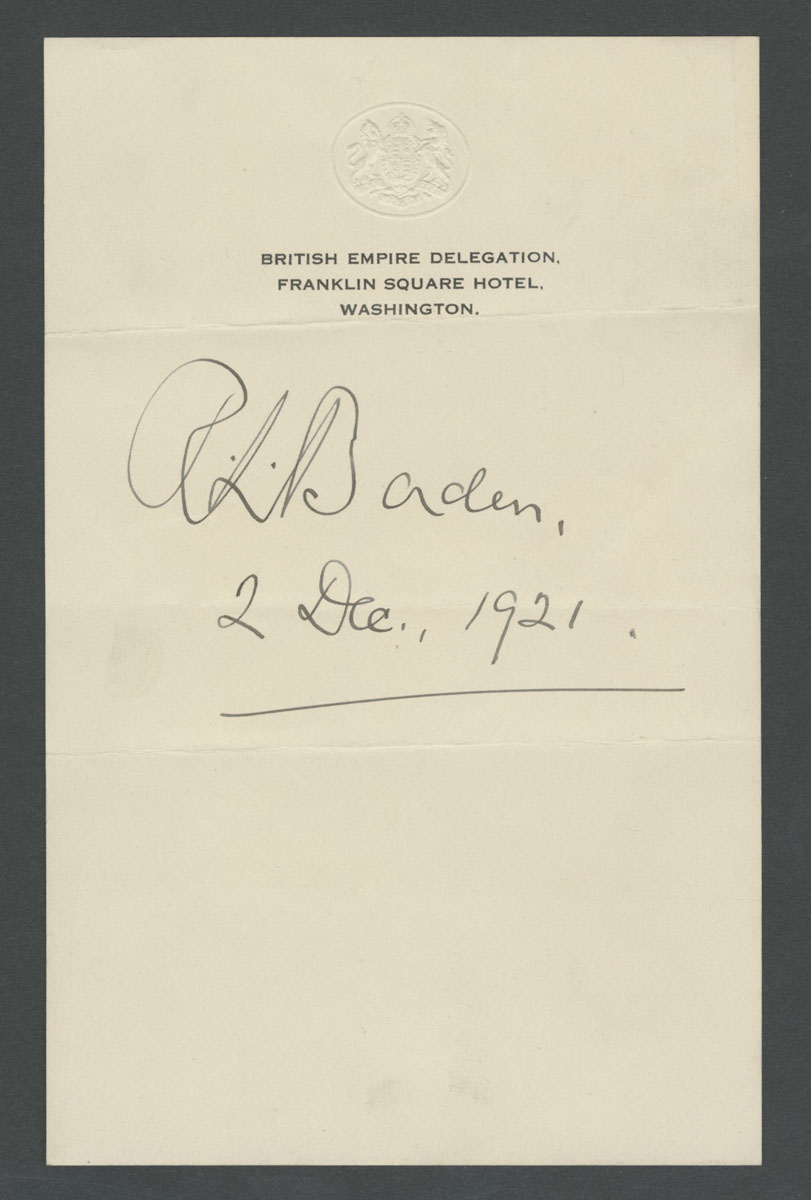 BRITISH EMPIRE DELEGATION,
FRANKLIN SQUARE HOTEL,
WASHINGTON.
R.L. Borden,
2 Dec., 1921.